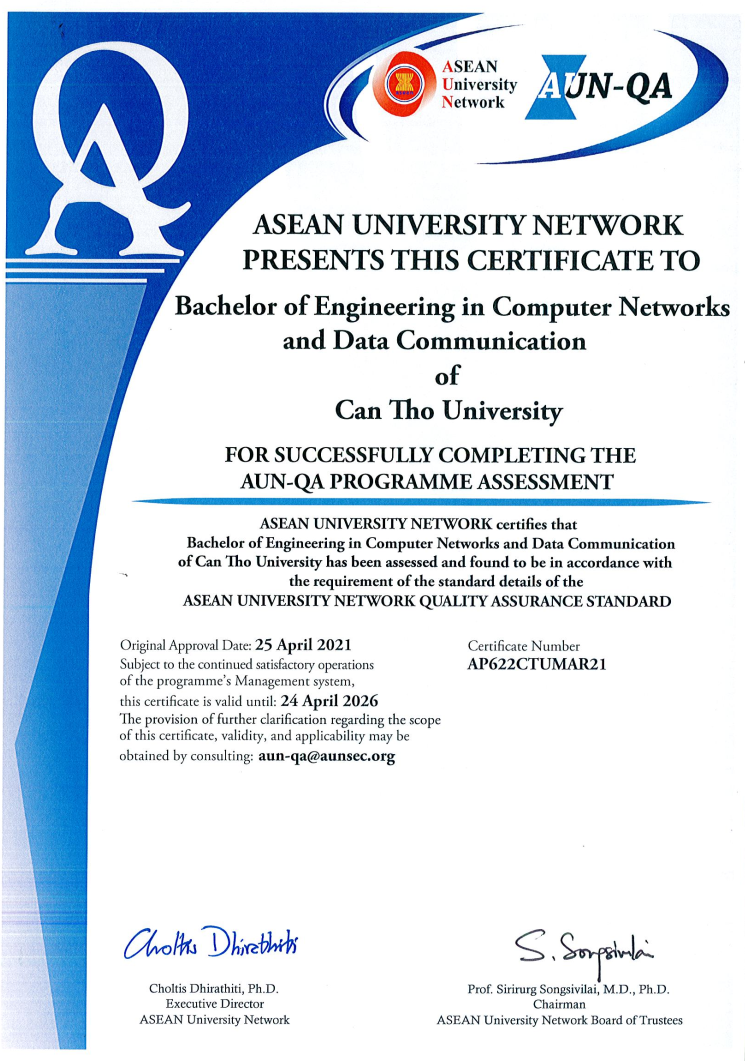 QA
ASEAN
University
Network
AUN-QA
ASEAN UNIVERSITY NETWORK
PRESENTS THIS CERTIFICATE TO
Bachelor of Engineering in Computer Networks
and Data Communication
of
Can Tho University
FOR SUCCESSFULLY COMPLETING THE
AUN-QA PROGRAMME ASSESSMENT
ASEAN UNIVERSITY NETWORK certifies that
Bachelor of Engineering in Computer Networks and Data Communication
of Can Tho University has been assessed and found to be in accordance with
the requirement of the standard details of the
ASEAN UNIVERSITY NETWORK QUALITY ASSURANCE STANDARD
Original Approval Date: 25 April 2021
Subject to the continued satisfactory operations
of the programme's Management system,
this certificate is valid until: 24 April 2026
The provision of further clarification regarding the scope
of this certificate, validity, and applicability may be
obtained by consulting: aun-qa@aunsec.org
Certificate Number
AP622CTUMAR21
Choltis Dhirathiti
Choltis Dhirathiti, Ph.D.
Executive Director
ASEAN University Network
S. Songsivilai
Prof. Sirirurg Songsivilai, M.D., Ph.D.
Chairman
ASEAN University Network Board of Trustees